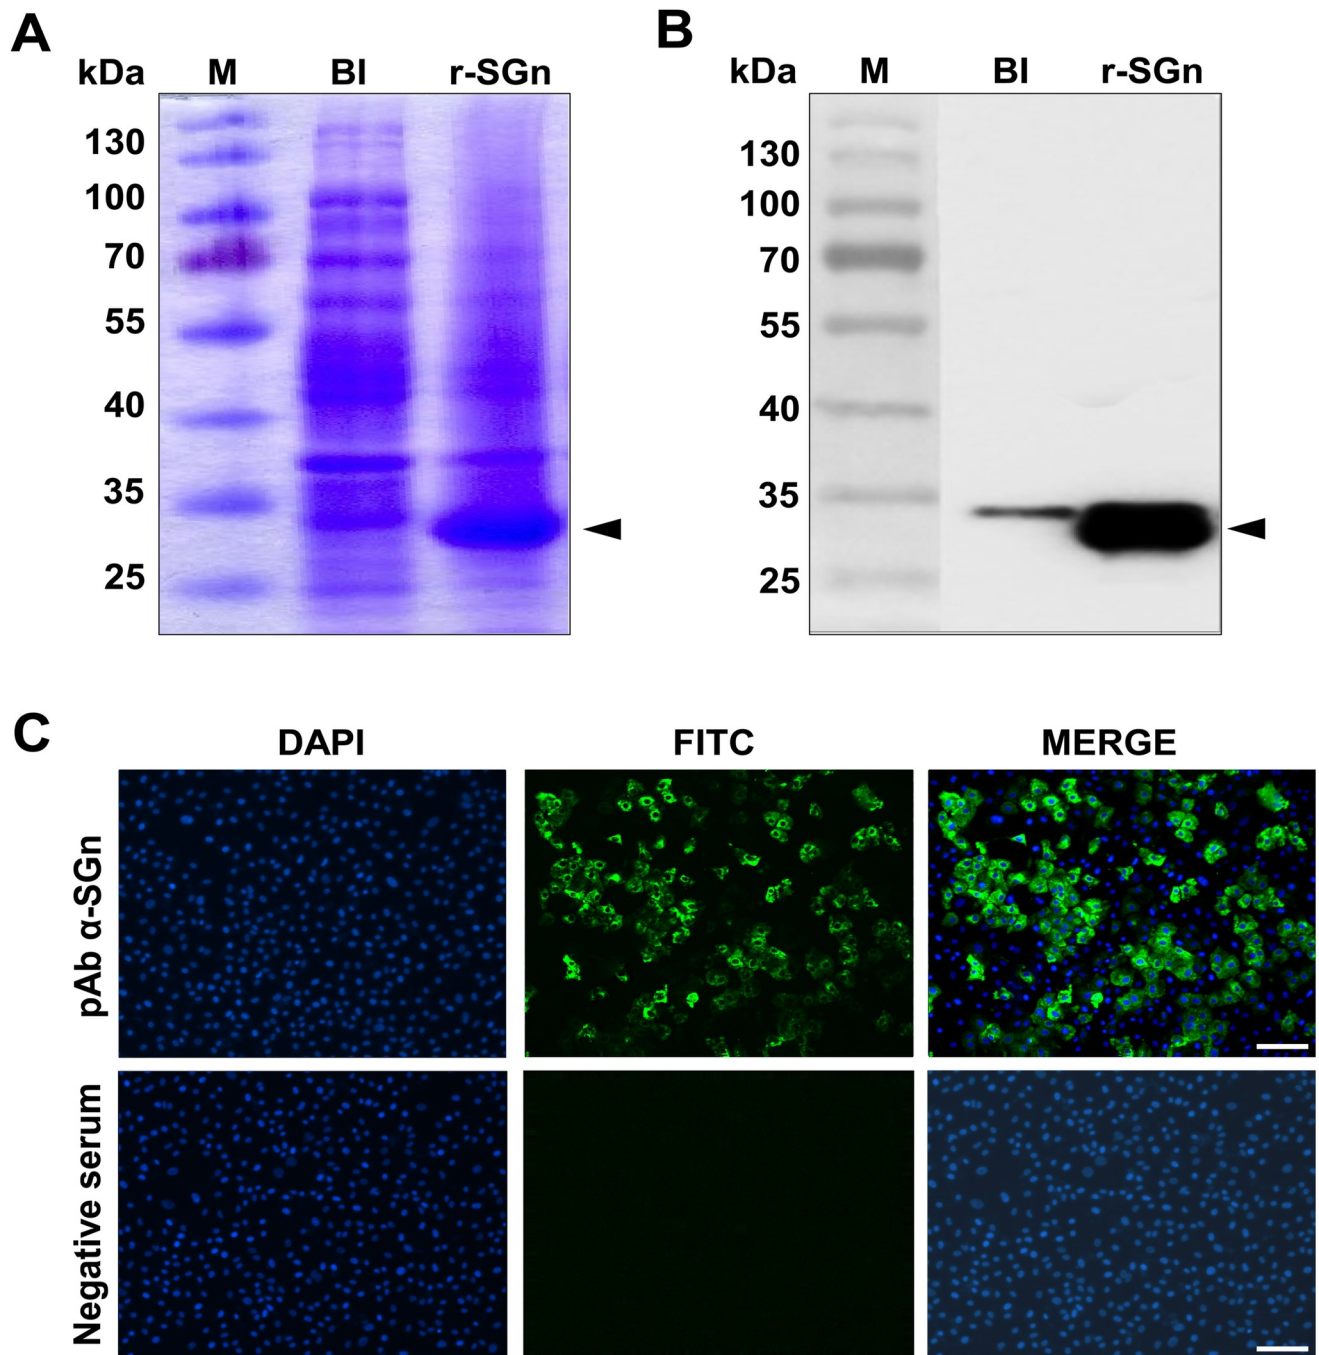 A
kDa M BI r-SGn
130
100
70
55
40
35
25
B
kDa M BI r-SGn
130
100
70
55
40
35
25
C
DAPI FITC MERGE
pAb α-SGn
Negative serum